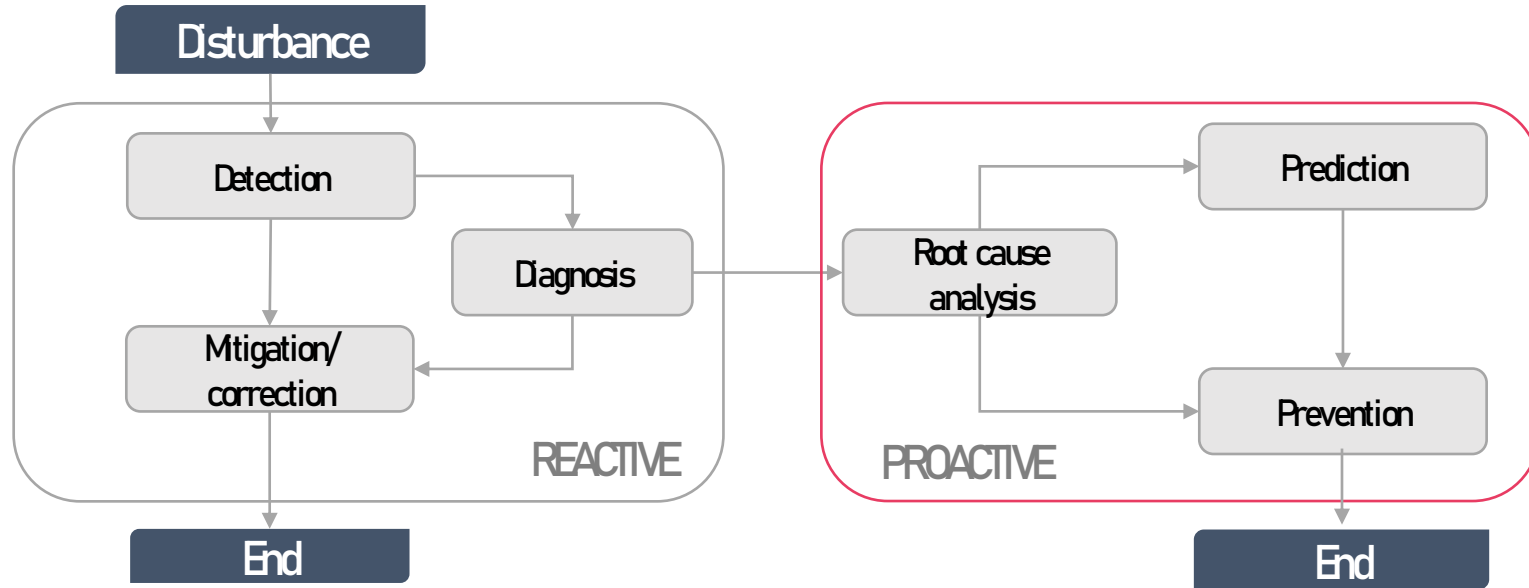 Disturbance
Detection
Prediction
Diagnosis
Root cause
analysis
Mitigation/
correction
Prevention
REACTIVE
PROACTIVE
End
End